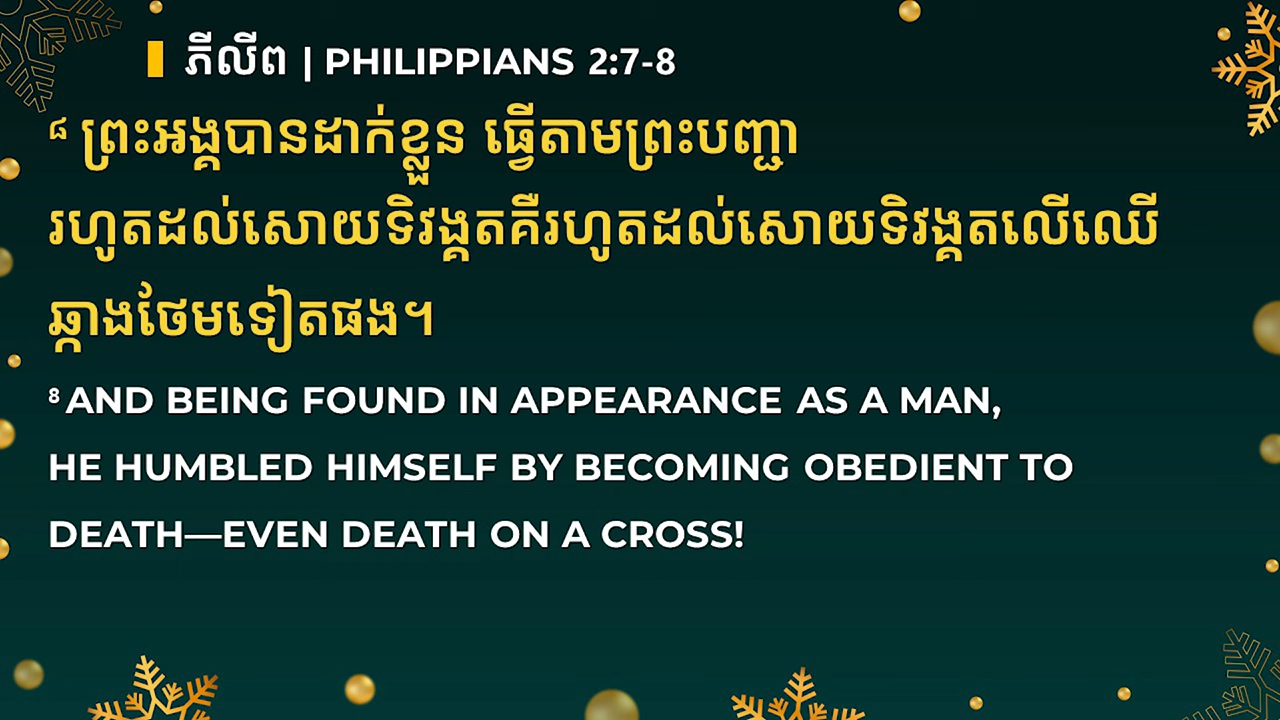 ភីលីព | PHILIPPIANS 2:7-8
៨ ព្រះអង្គបានដាក់ខ្លួន ធ្វើតាមព្រះបញ្ជា
រហូតដល់សោយទិវង្គតគឺរហូតដល់សោយទិវង្គតលើឈើ
ឆ្កាងថែមទៀតផង។
8 AND BEING FOUND IN APPEARANCE AS A MAN,
HE HUMBLED HIMSELF BY BECOMING OBEDIENT TO
DEATH—EVEN DEATH ON A CROSS!